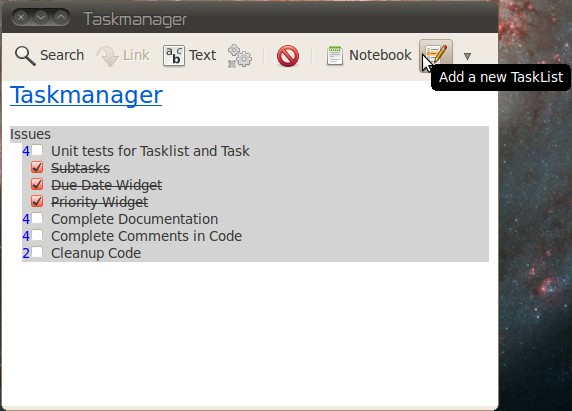 Taskmanager
Search Link Text Notebook
Add a new TaskList
Taskmanager
Issues
4 Unit tests for Tasklist and Task
Subtasks
Due Date Widget
Priority Widget
4 Complete Documentation
4 Complete Comments in Code
2 Cleanup Code